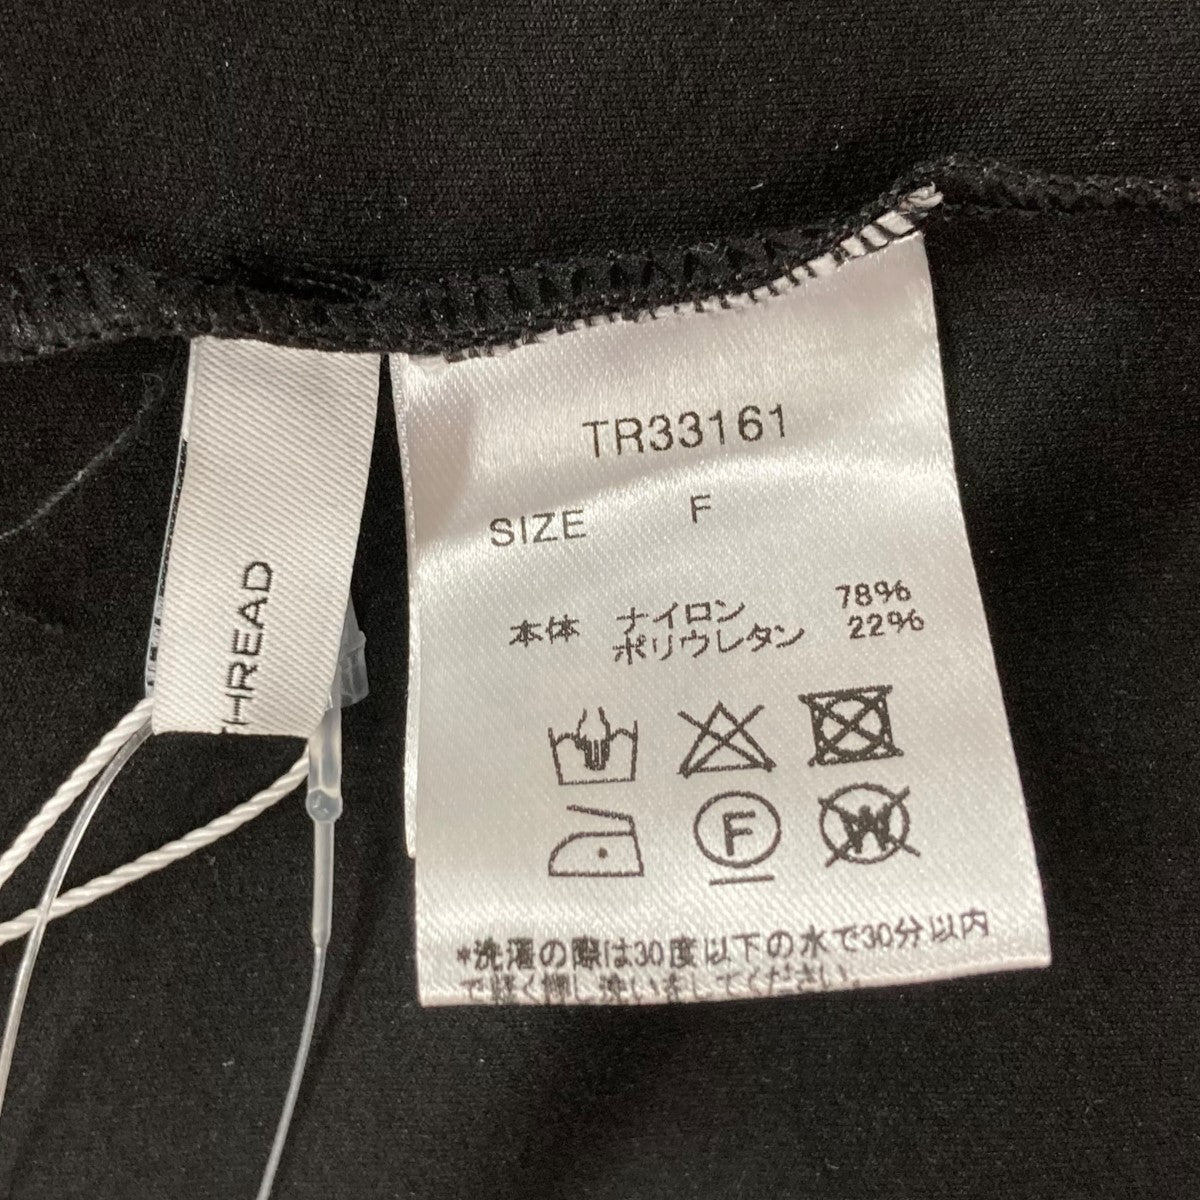 THREAD
TR33161
SIZE F
本体 ナイロン 78%
ポリウレタン 22%
F
W
*洗濯の際は30度以下の水で30分以内
で軽く押し洗いをしてください。